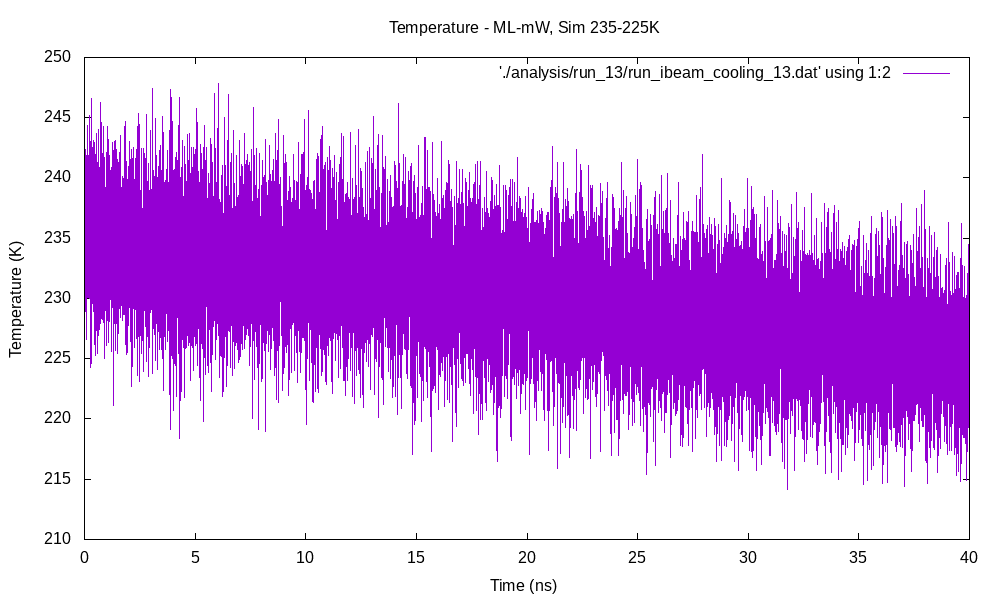 Temperature - ML-mW, Sim 235-225K
'./analysis/run_13/run_ibeam_cooling_13.dat' using 1:2
250
245
240
235
230
225
220
215
210
Temperature (K)
0 5 10 15 20 25 30 35 40
Time (ns)